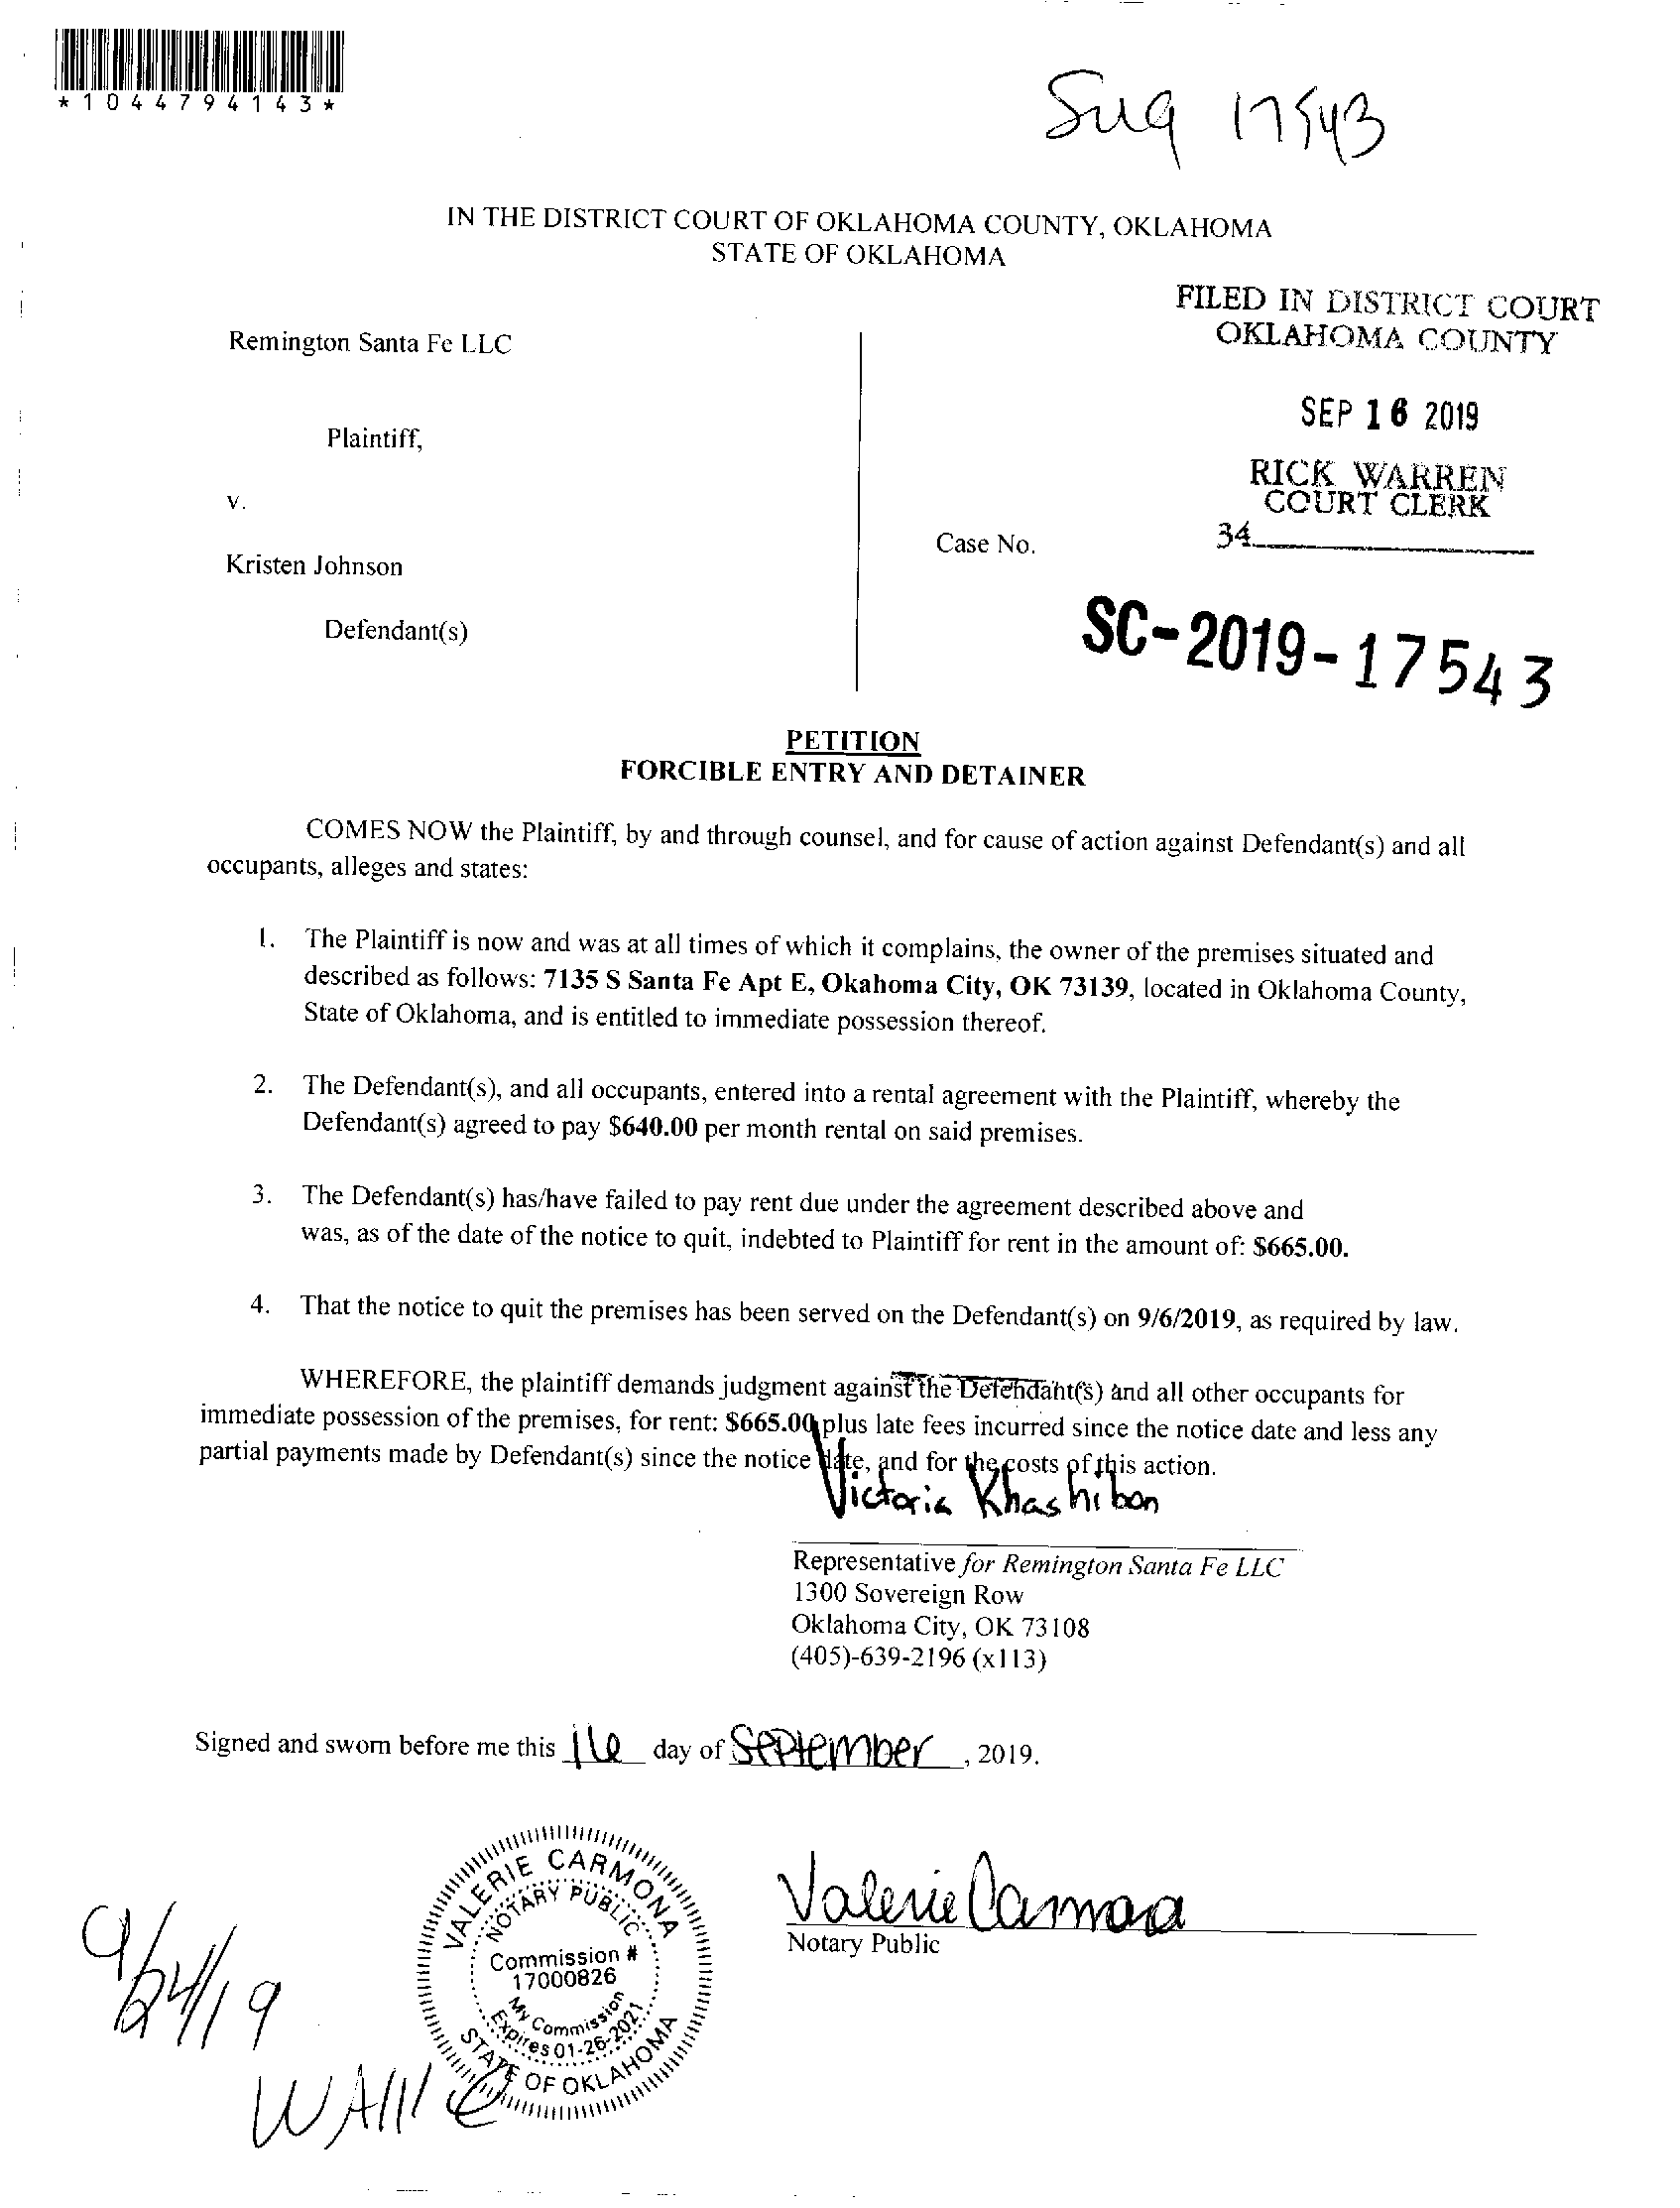 *1044794143*
17543
IN THE DISTRICT COURT OF OKLAHOMA COUNTY, OKLAHOMA
STATE OF OKLAHOMA
FILED IN DISTRICT COURT
OKLAHOMA COUNTY
SEP 16 2019
RICK WARREN
COURT CLERK
34
Remington Santa Fe LLC
Plaintiff,
v.
Kristen Johnson
Defendant(s)
Case No.
SC-2019-17543
PETITION
FORCIBLE ENTRY AND DETAINER
COMES NOW the Plaintiff, by and through counsel, and for cause of action against Defendant(s) and all
occupants, alleges and states:
1. The Plaintiff is now and was at all times of which it complains, the owner of the premises situated and
described as follows: 7135 S Santa Fe Apt E, Okahoma City, OK 73139, located in Oklahoma County,
State of Oklahoma, and is entitled to immediate possession thereof.
2. The Defendant(s), and all occupants, entered into a rental agreement with the Plaintiff, whereby the
Defendant(s) agreed to pay $640.00 per month rental on said premises.
3. The Defendant(s) has/have failed to pay rent due under the agreement described above and
was, as of the date of the notice to quit, indebted to Plaintiff for rent in the amount of: $665.00.
4. That the notice to quit the premises has been served on the Defendant(s) on 9/6/2019, as required by law.
WHEREFORE, the plaintiff demands judgment against the Defendant(s) and all other occupants for
immediate possession of the premises, for rent: $665.00 plus late fees incurred since the notice date and less any
partial payments made by Defendant(s) since the notice date, and for the costs of this action.
Victoria Khashibon
Representative for Remington Santa Fe LLC
1300 Sovereign Row
Oklahoma City, OK 73108
(405)-639-2196 (x113)
Signed and sworn before me this 16 day of September, 2019.
VALERIE CARMONA
NOTARY PUBLIC
Commission #
17000826
My Commission
Expires 01-26-2021
STATE OF OKLAHOMA
Valerie Carmona
Notary Public
9/24/19